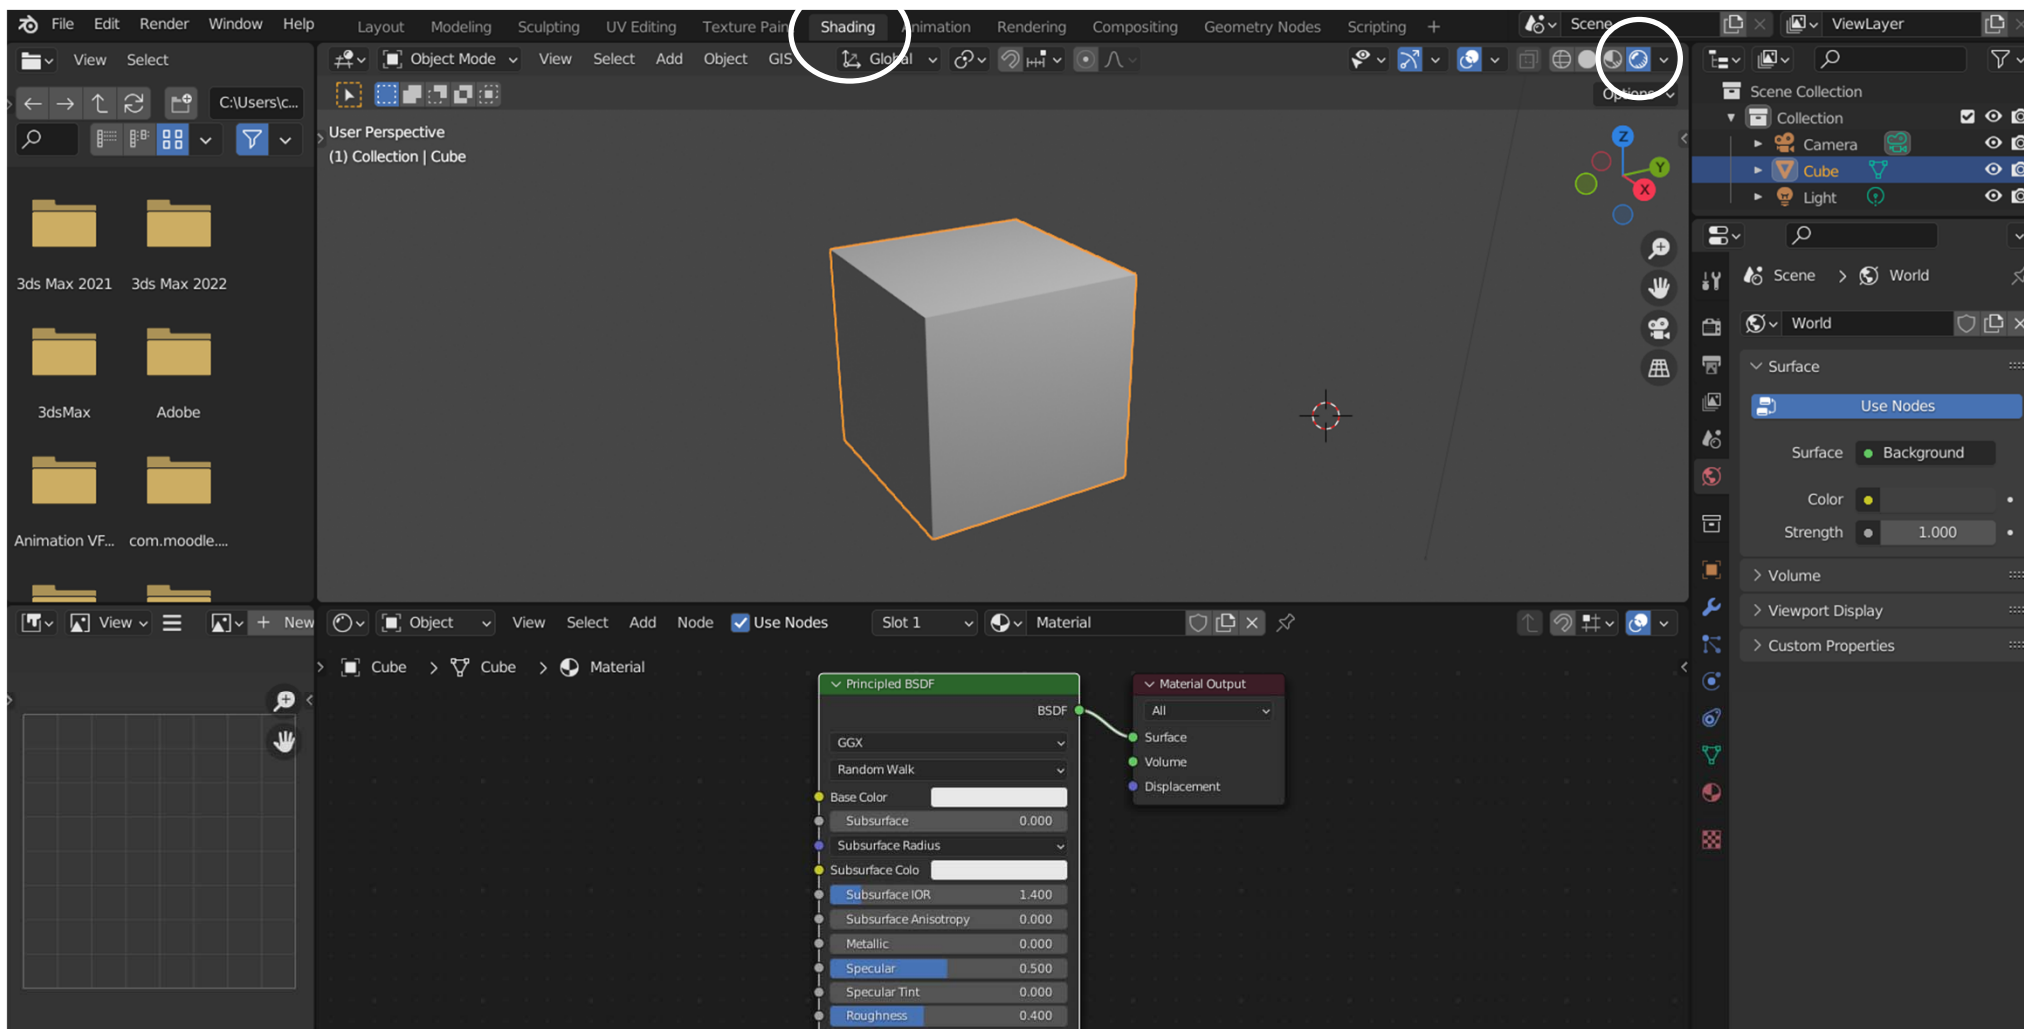 File Edit Render Window Help
Layout Modeling Sculpting UV Editing Texture Pain Shading Animation Rendering Compositing Geometry Nodes Scripting +
Scene ViewLayer
View Select
Object Mode View Select Add Object GIS Global
C:\Users\c...
Options
User Perspective
(1) Collection | Cube
Z
Y
X
3ds Max 2021 3ds Max 2022
3dsMax Adobe
Animation VF... com.moodle....
Scene Collection
Collection
Camera
Cube
Light
Scene > World
World
Surface
Use Nodes
Surface Background
Color
Strength 1.000
Volume
Viewport Display
Custom Properties
View + New
Object View Select Add Node Use Nodes Slot 1 Material
Cube > Cube > Material
Principled BSDF
BSDF
GGX
Random Walk
Base Color
Subsurface 0.000
Subsurface Radius
Subsurface Colo
Subsurface IOR 1.400
Subsurface Anisotropy 0.000
Metallic 0.000
Specular 0.500
Specular Tint 0.000
Roughness 0.400
Material Output
All
Surface
Volume
Displacement